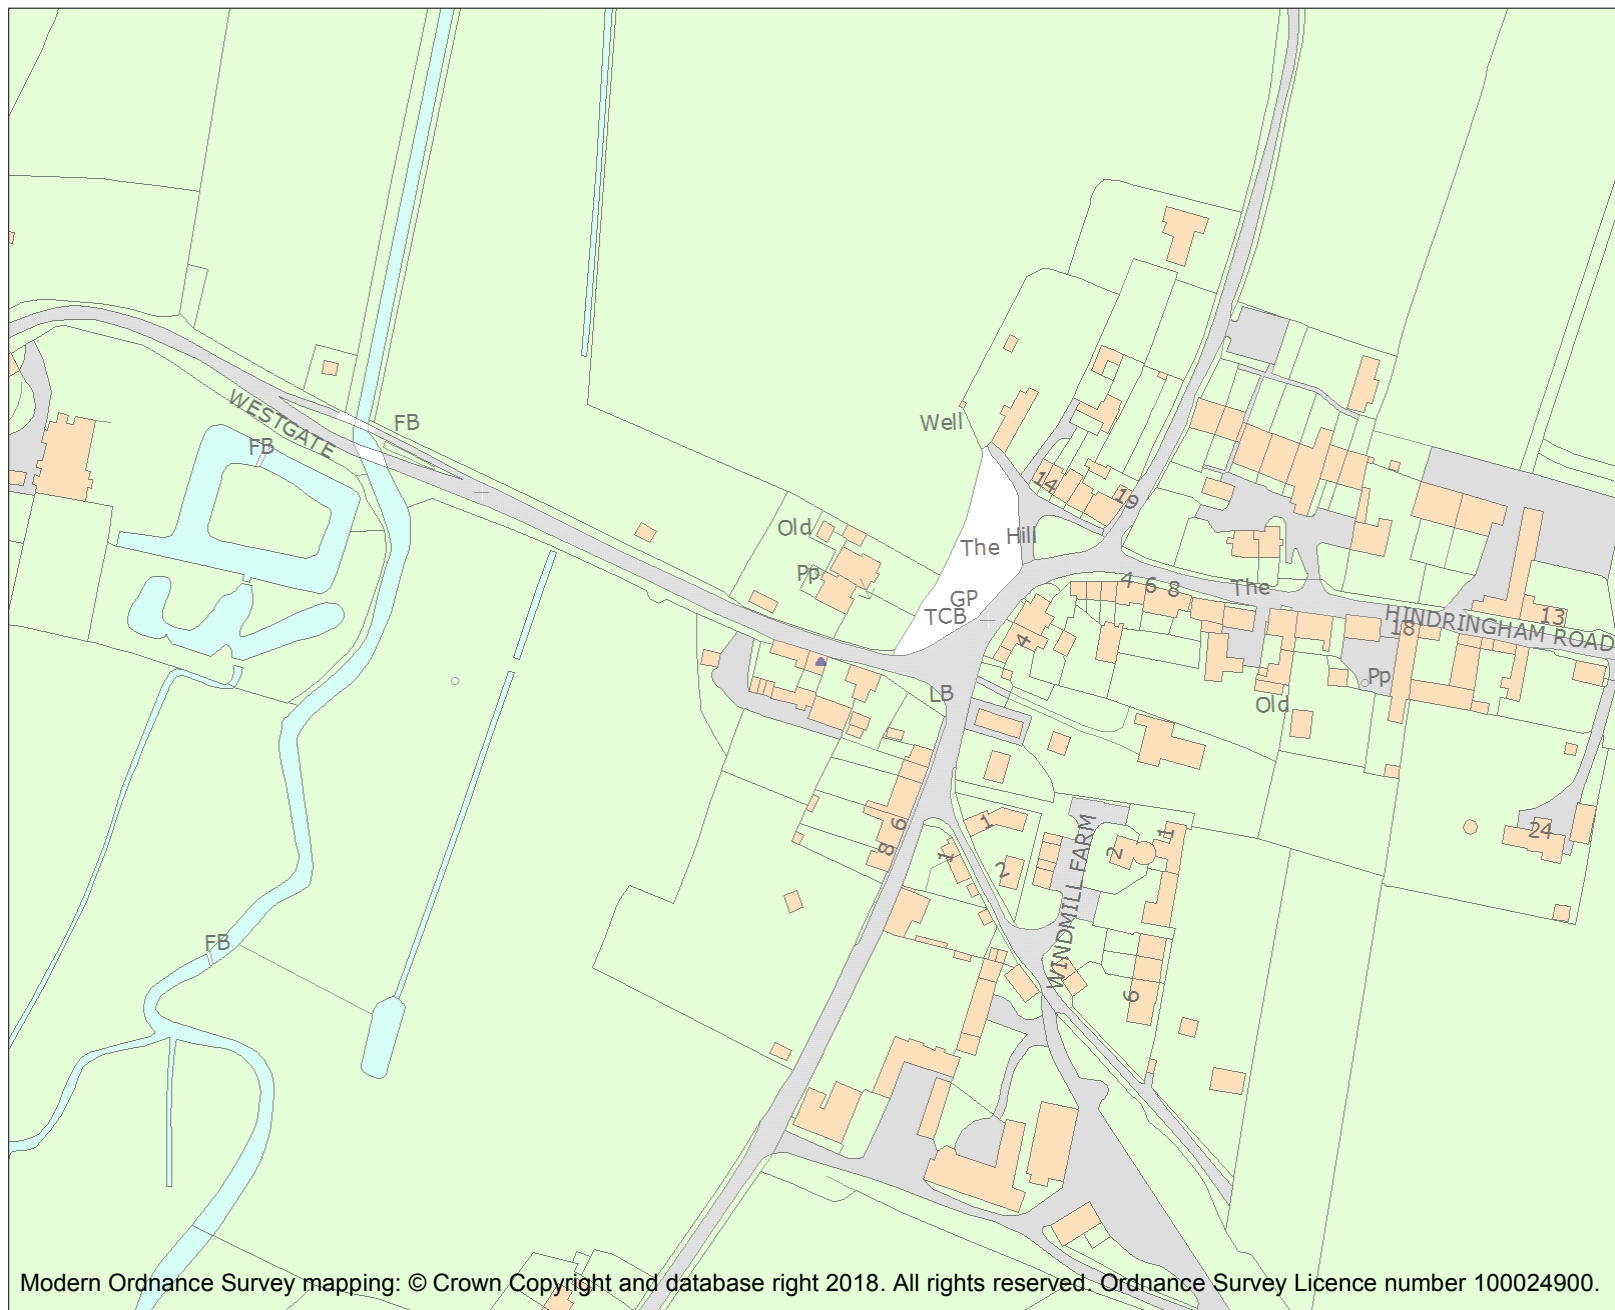 WESTGATE
FB
FB
Well
14
19
Old
Pp
The Hill
GP
TCB
4 6 8
The
HINDRINGHAM ROAD
13
18
4
Pp
Old
LB
6
8
1
1
2
WINDMILL FARM
2
1
24
FB
6
Modern Ordnance Survey mapping: © Crown Copyright and database right 2018. All rights reserved. Ordnance Survey Licence number 100024900.